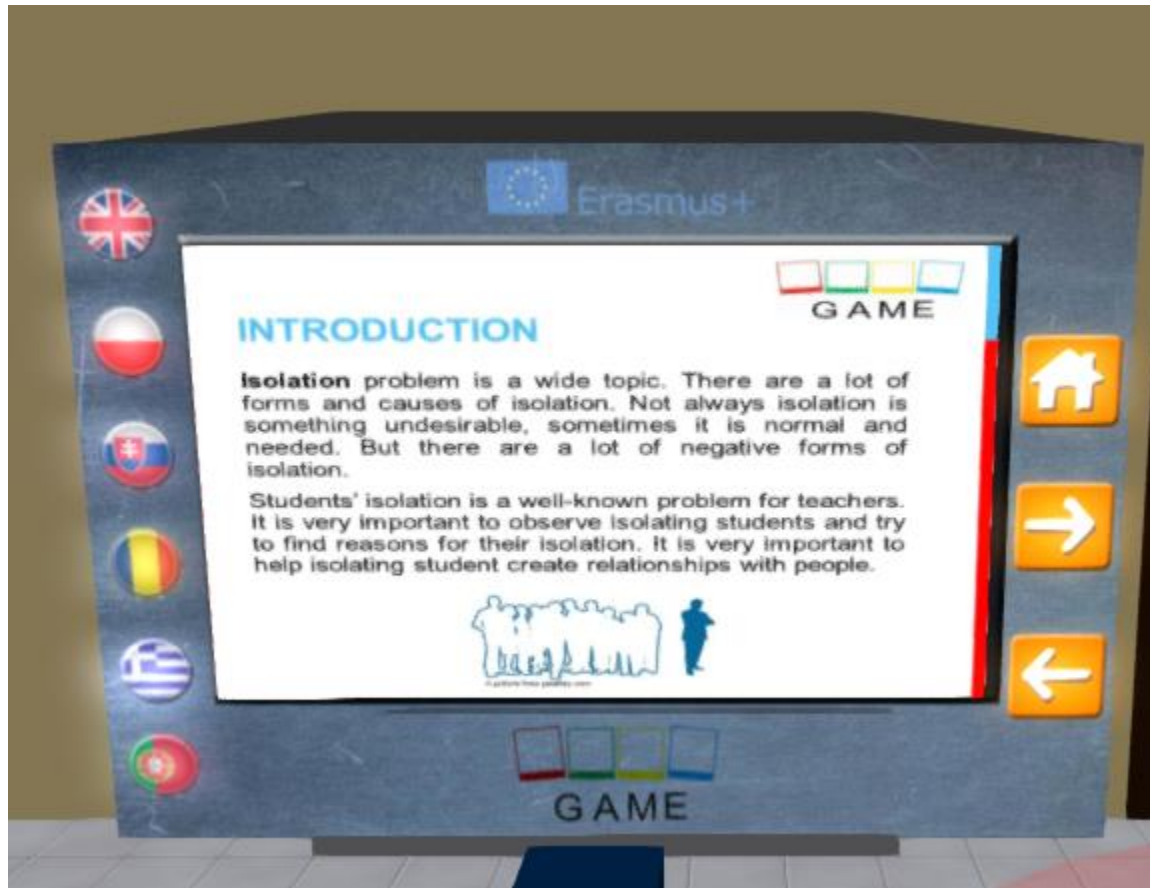 Erasmus+
GAME
INTRODUCTION
Isolation problem is a wide topic. There are a lot of
forms and causes of isolation. Not always isolation is
something undesirable, sometimes it is normal and
needed. But there are a lot of negative forms of
isolation.
Students' isolation is a well-known problem for teachers.
It is very important to observe isolating students and try
to find reasons for their isolation. It is very important to
help isolating student create relationships with people.
GAME